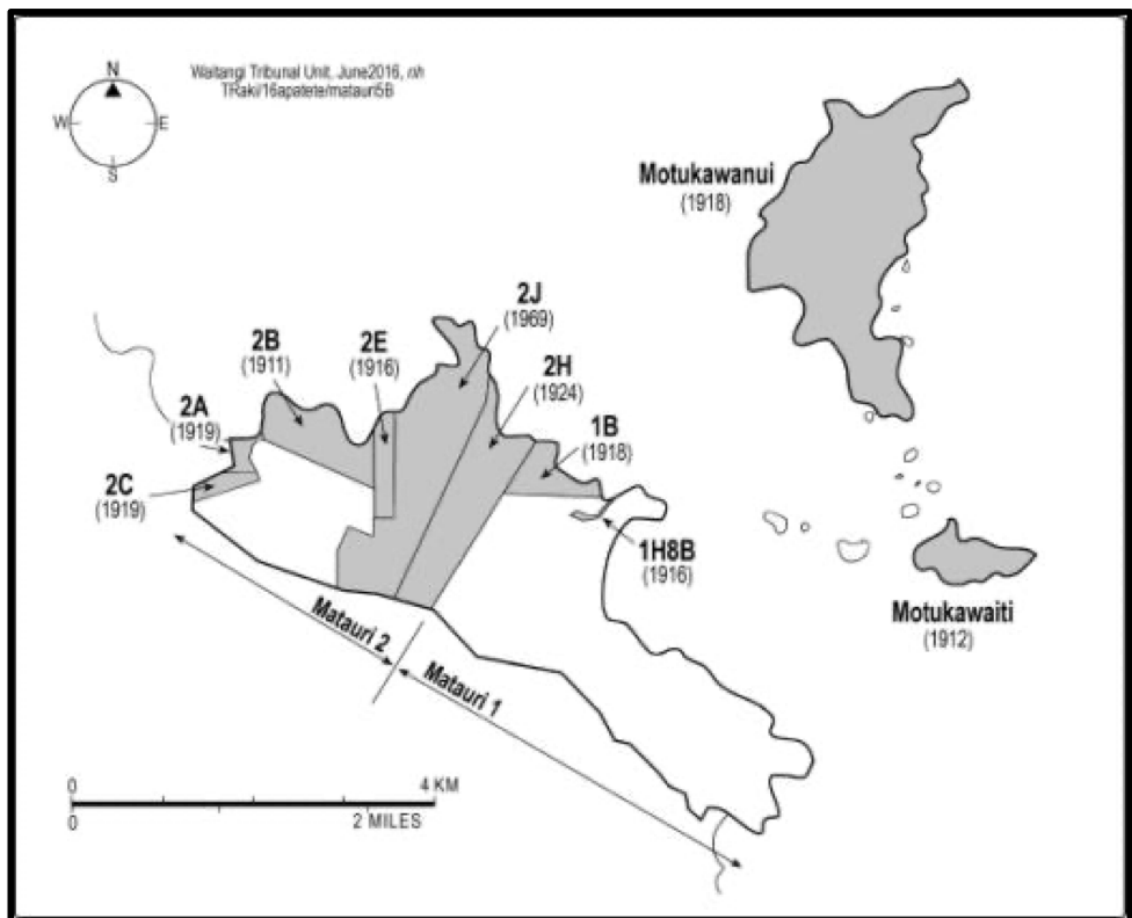 N
W
E
S
Waitangi Tribunal Unit, June2016, nh
TRaki/16apatete/matauri5B
Motukawanui
(1918)
2J
(1969)
2B
(1911)
2E
(1916)
2H
(1924)
2A
(1919)
1B
(1918)
2C
(1919)
1H8B
(1916)
Motukawaiti
(1912)
Matauri 2
Matauri 1
0
4 KM
0
2 MILES